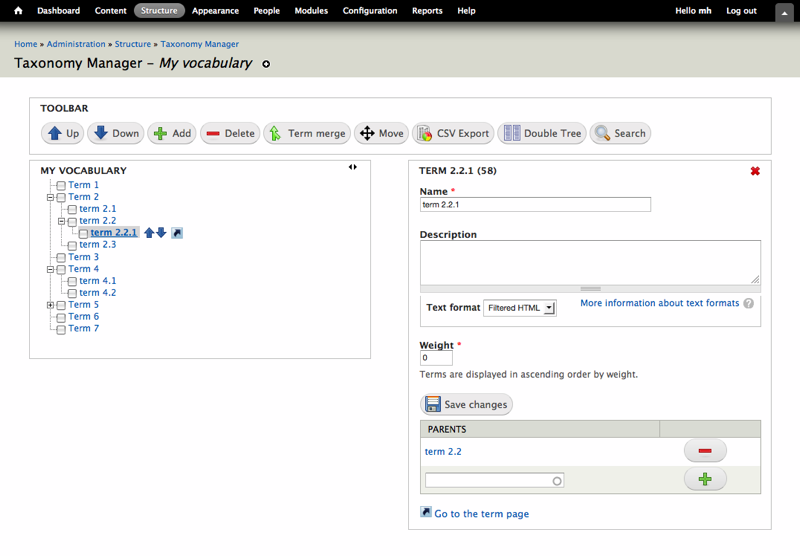 Dashboard Content Structure Appearance People Modules Configuration Reports Help Hello mh Log out
Home » Administration » Structure » Taxonomy Manager
Taxonomy Manager – My vocabulary
TOOLBAR
Up Down Add Delete Term merge Move CSV Export Double Tree Search
MY VOCABULARY
Term 1
Term 2
term 2.1
term 2.2
term 2.2.1
term 2.3
Term 3
Term 4
term 4.1
term 4.2
Term 5
Term 6
Term 7
TERM 2.2.1 (58)
Name *
term 2.2.1
Description
Text format Filtered HTML More information about text formats ?
Weight *
0
Terms are displayed in ascending order by weight.
Save changes
PARENTS
term 2.2
Go to the term page